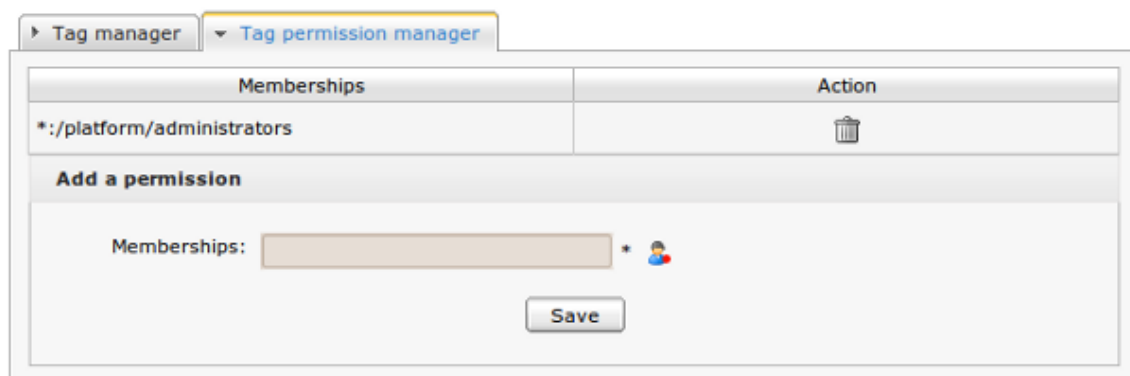 Tag manager Tag permission manager
Memberships Action
*:/platform/administrators
Add a permission
Memberships: *
Save